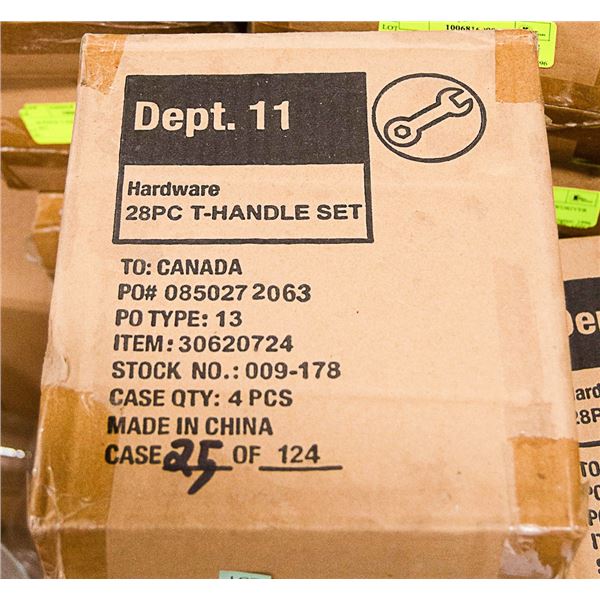 Dept. 11
Hardware
28PC T-HANDLE SET
TO: CANADA
PO# 085027 2063
PO TYPE: 13
ITEM: 30620724
STOCK NO.: 009-178
CASE QTY: 4 PCS
MADE IN CHINA
CASE 25 OF 124
LOT